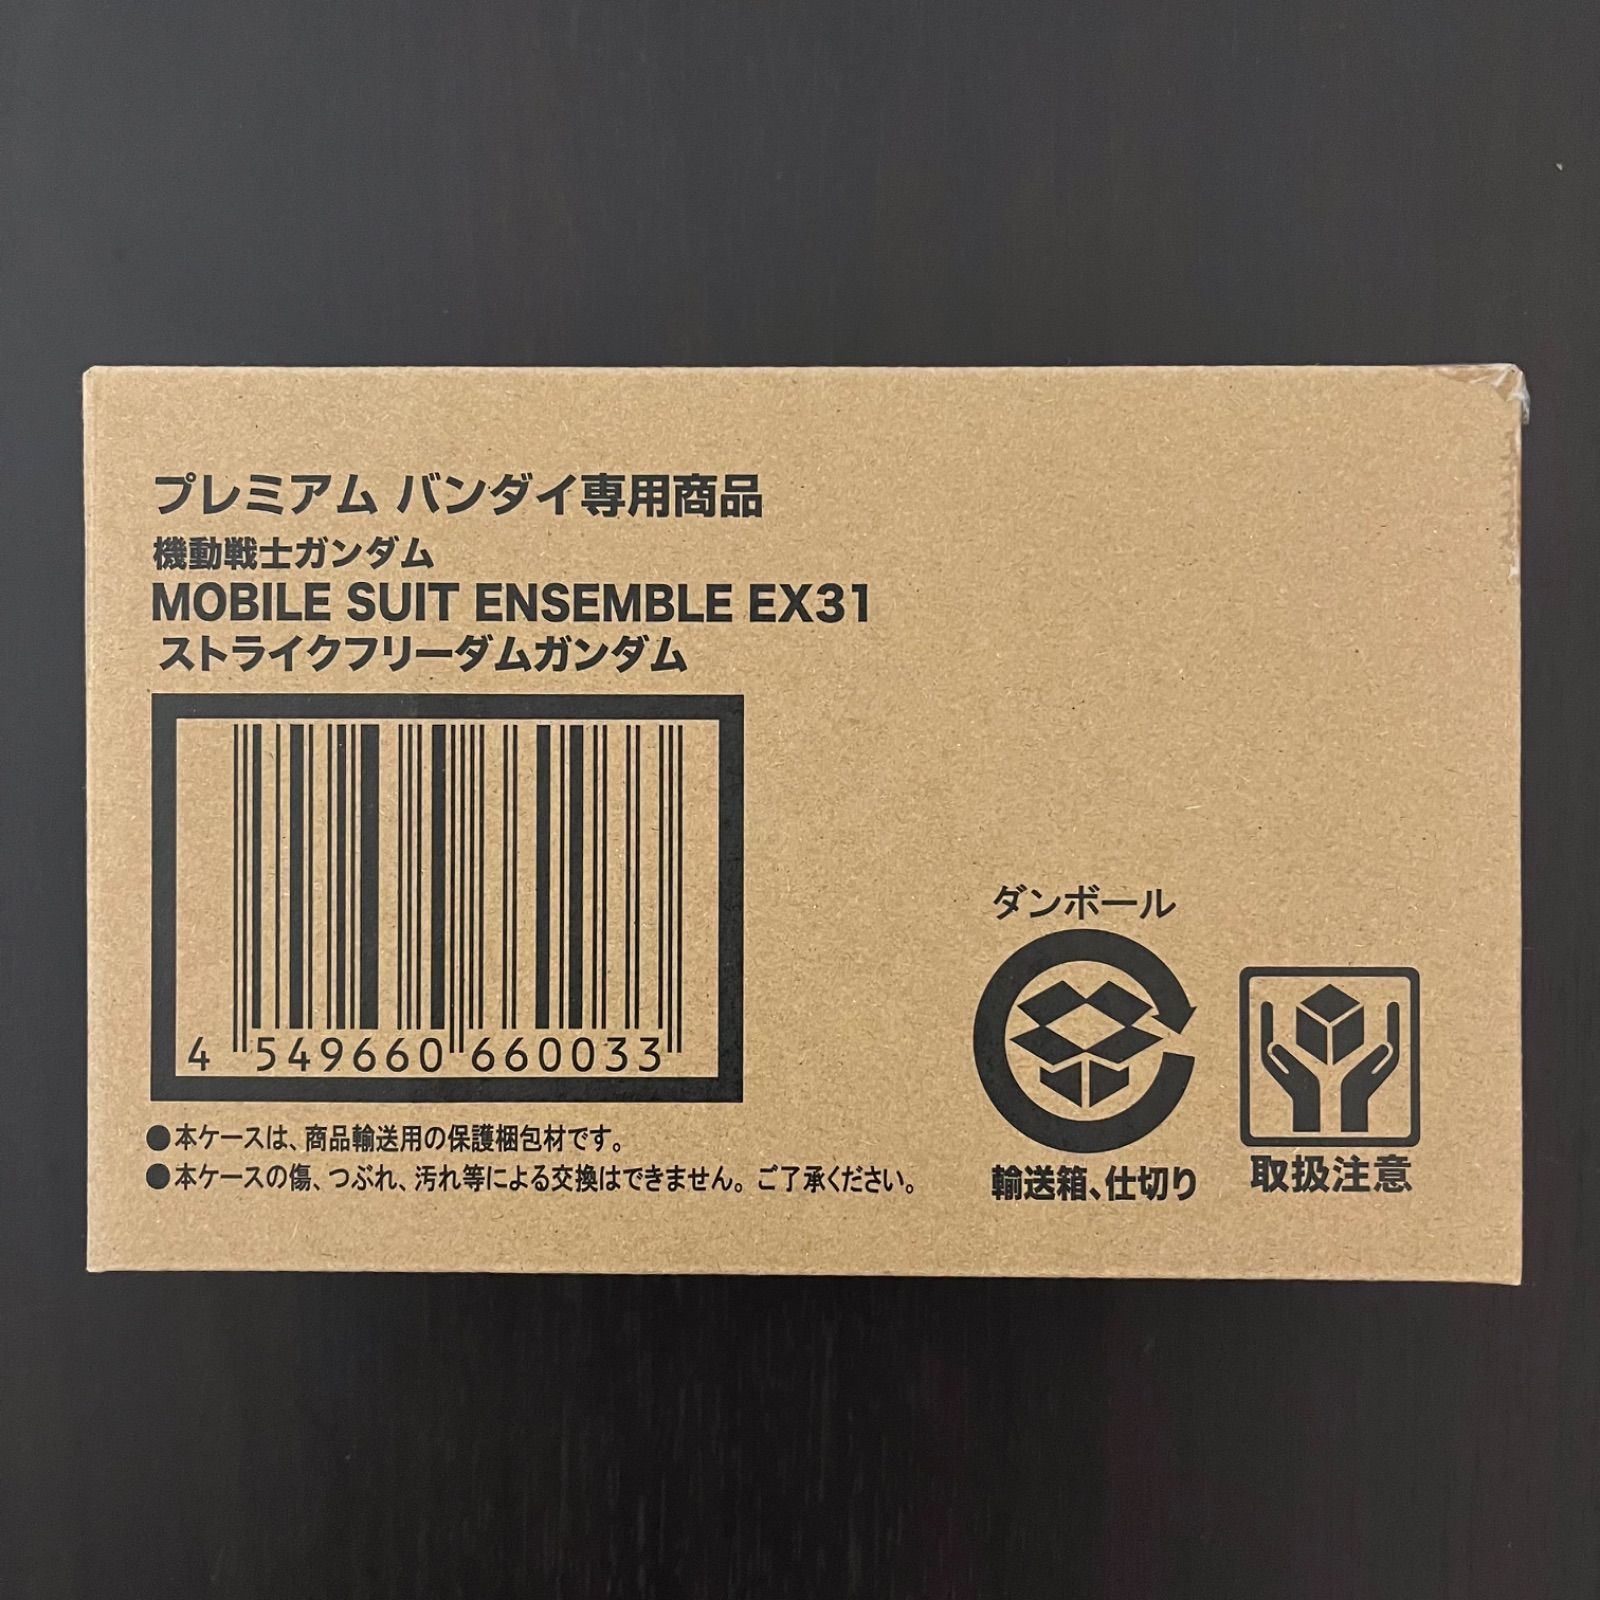 プレミアム バンダイ専用商品
機動戦士ガンダム
MOBILE SUIT ENSEMBLE EX31
ストライクフリーダムガンダム
4 549660 660033
●本ケースは、商品輸送用の保護梱包材です。
●本ケースの傷、つぶれ、汚れ等による交換はできません。ご了承ください。
ダンボール
輸送箱、仕切り
取扱注意